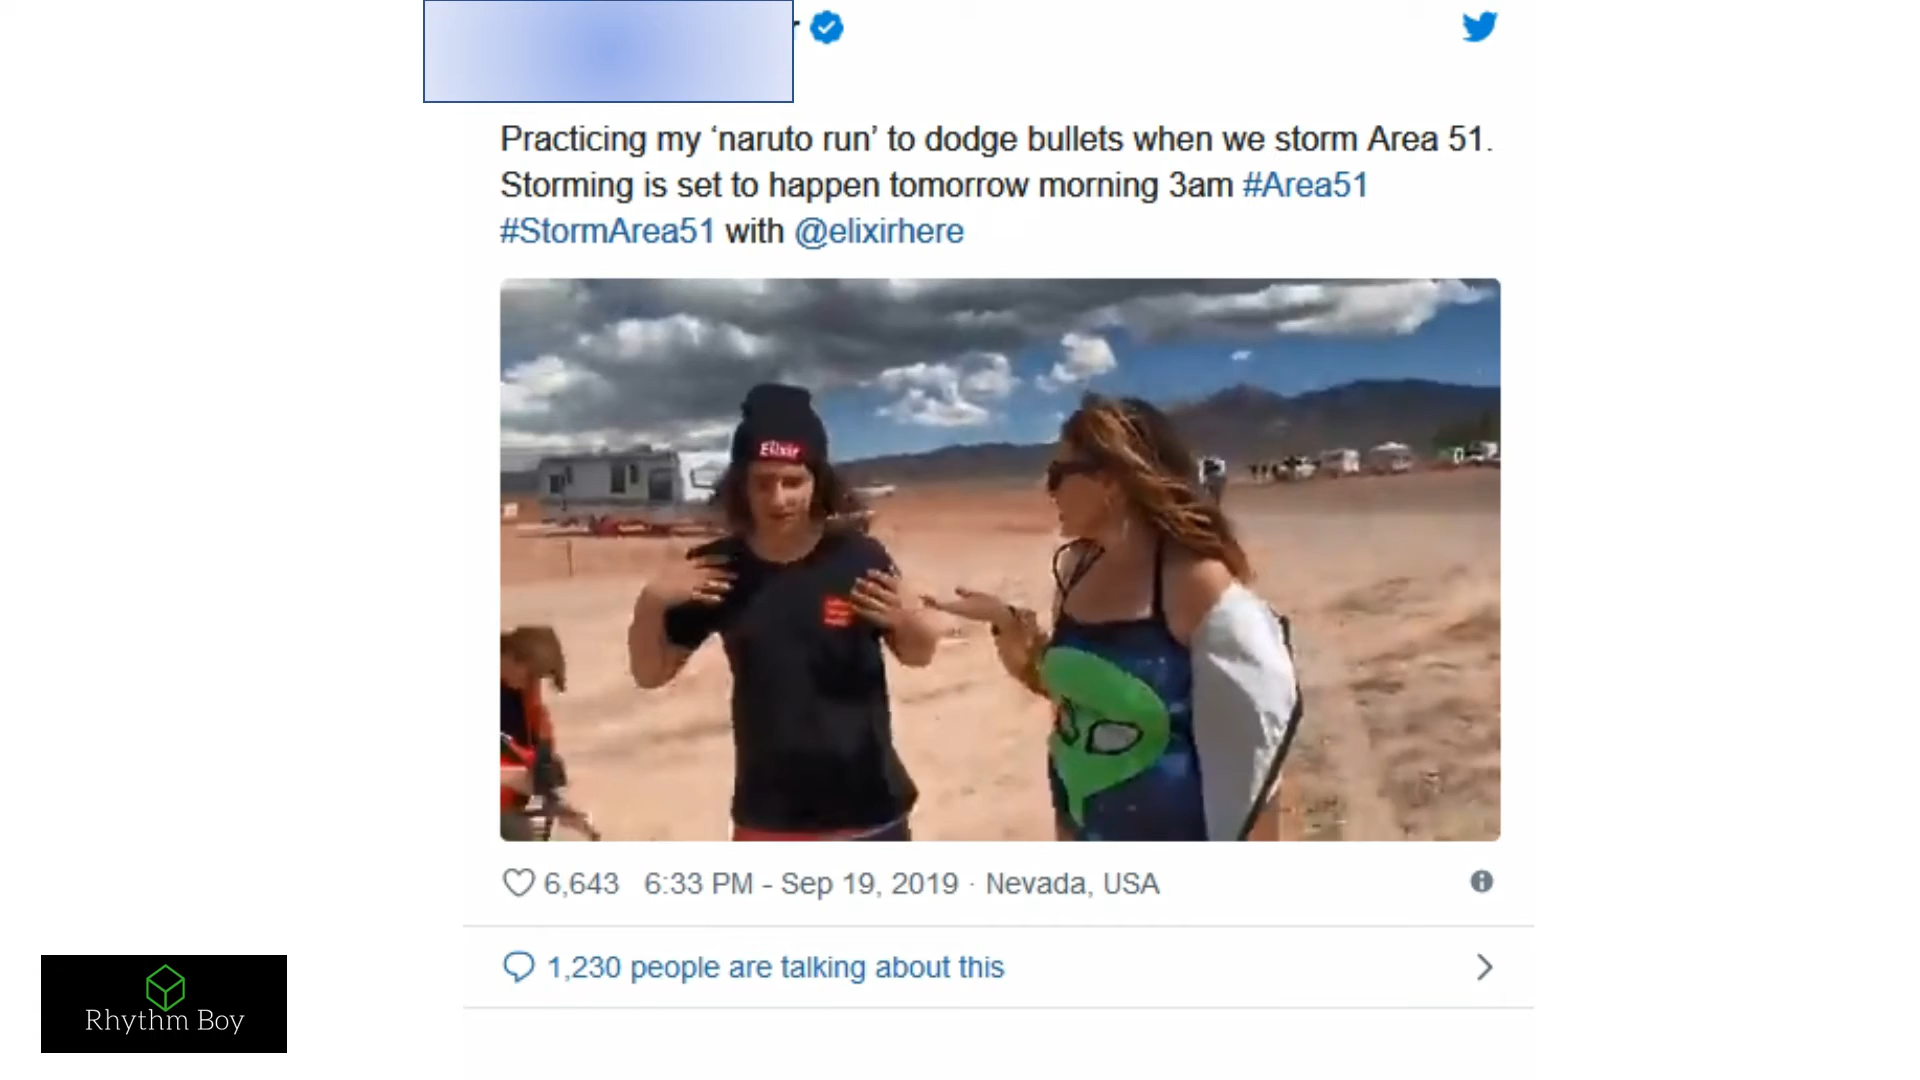 Practicing my ‘naruto run’ to dodge bullets when we storm Area 51.
Storming is set to happen tomorrow morning 3am #Area51
#StormArea51 with @elixirhere
Elixir
6,643 6:33 PM - Sep 19, 2019 · Nevada, USA
1,230 people are talking about this
Rhythm Boy